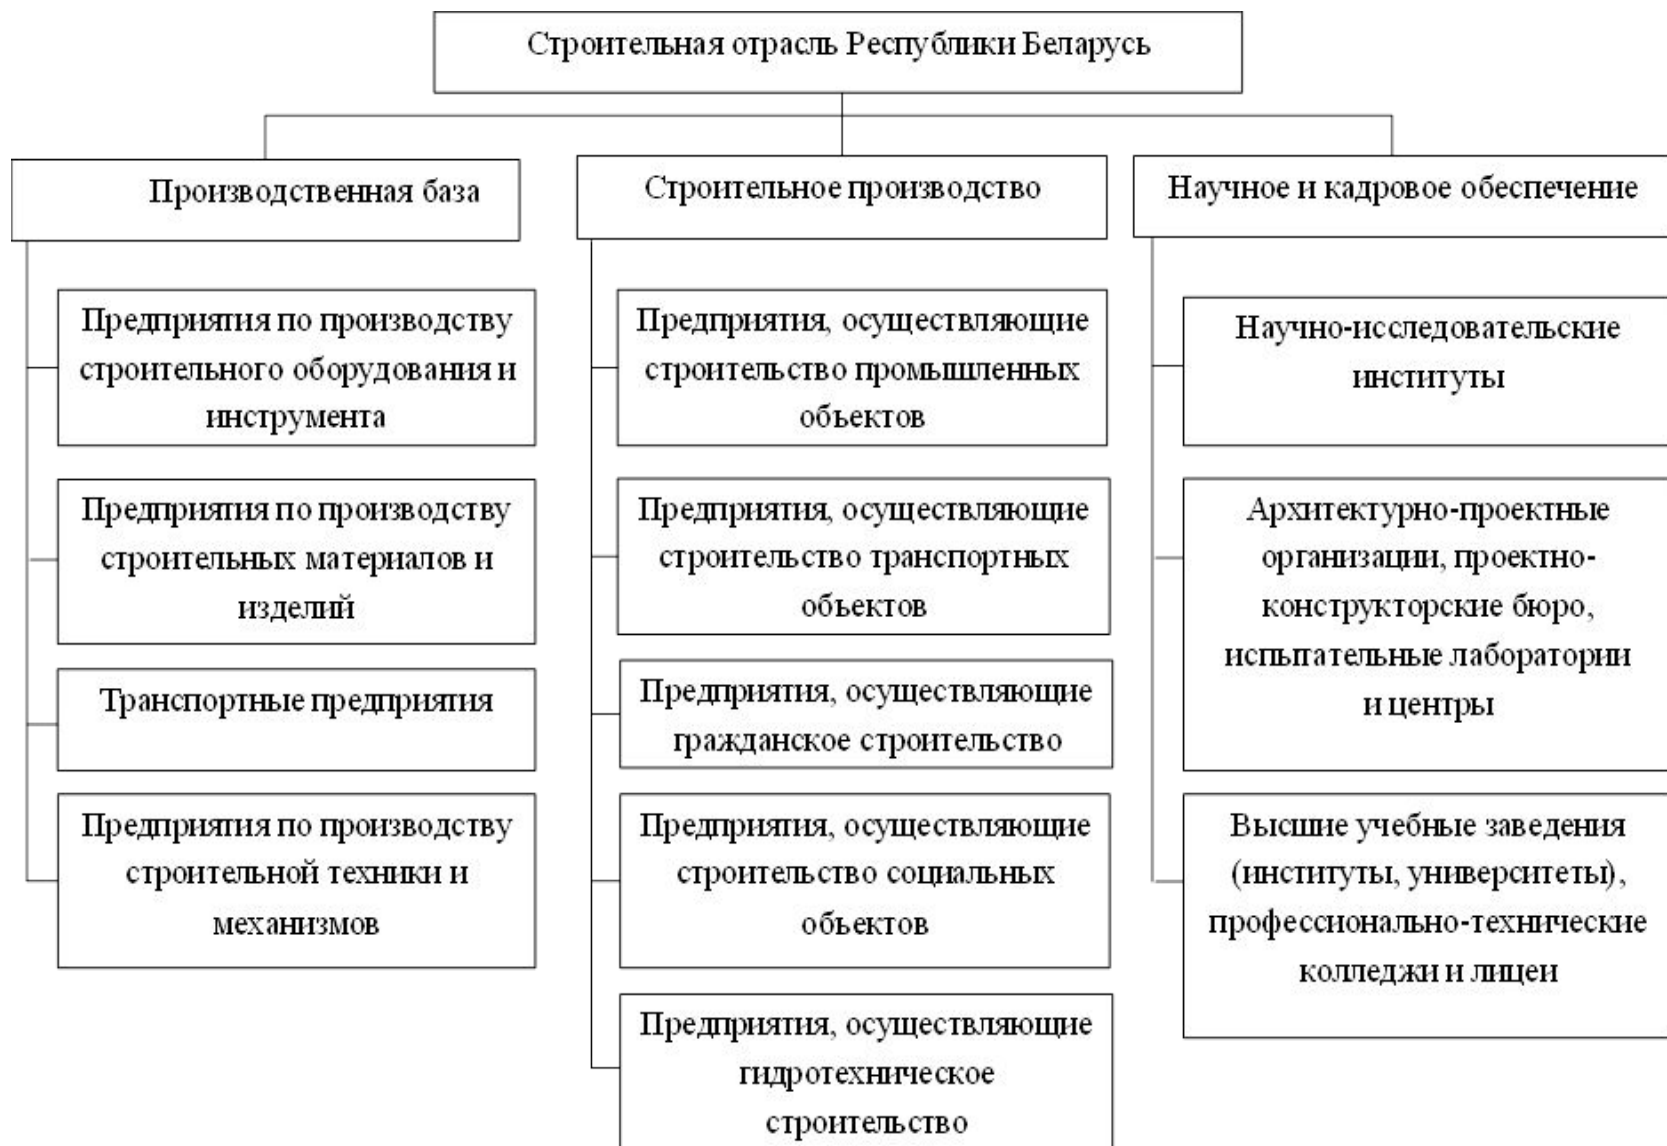 Строительная отрасль Республики Беларусь
Производственная база
Предприятия по производству
строительного оборудования и
инструмента
Предприятия по производству
строительных материалов и
изделий
Транспортные предприятия
Предприятия по производству
строительной техники и
механизмов
Строительное производство
Предприятия, осуществляющие
строительство промышленных
объектов
Предприятия, осуществляющие
строительство транспортных
объектов
Предприятия, осуществляющие
гражданское строительство
Предприятия, осуществляющие
строительство социальных
объектов
Предприятия, осуществляющие
гидротехническое
строительство
Научное и кадровое обеспечение
Научно-исследовательские
институты
Архитектурно-проектные
организации, проектно-
конструкторские бюро,
испытательные лаборатории
и центры
Высшие учебные заведения
(институты, университеты),
профессионально-технические
колледжи и лицеи